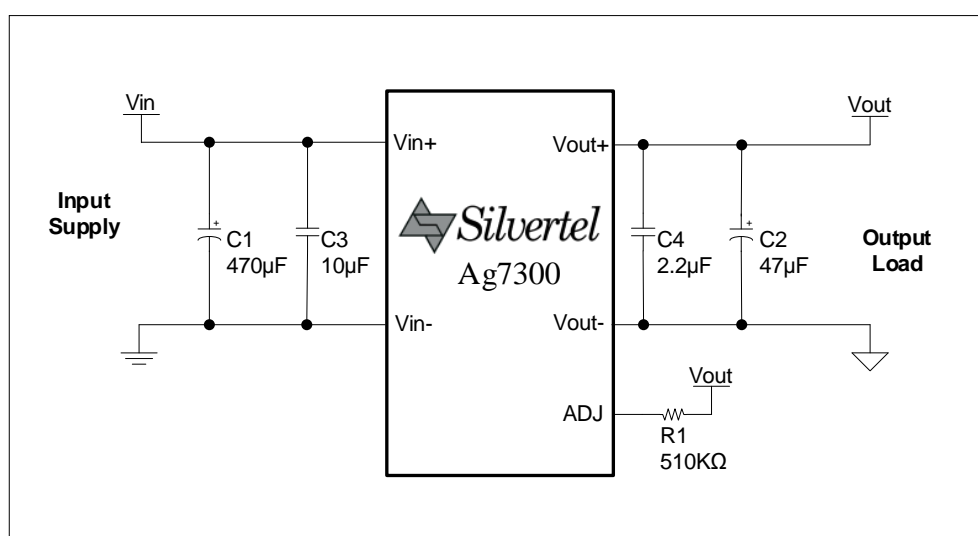 Vin
Vout
Vin+
Vout+
Input
Supply
C1
470µF
C3
10µF
Silvertel
Ag7300
C4
2.2µF
C2
47µF
Output
Load
Vin-
Vout-
Vout
ADJ
R1
510KΩ